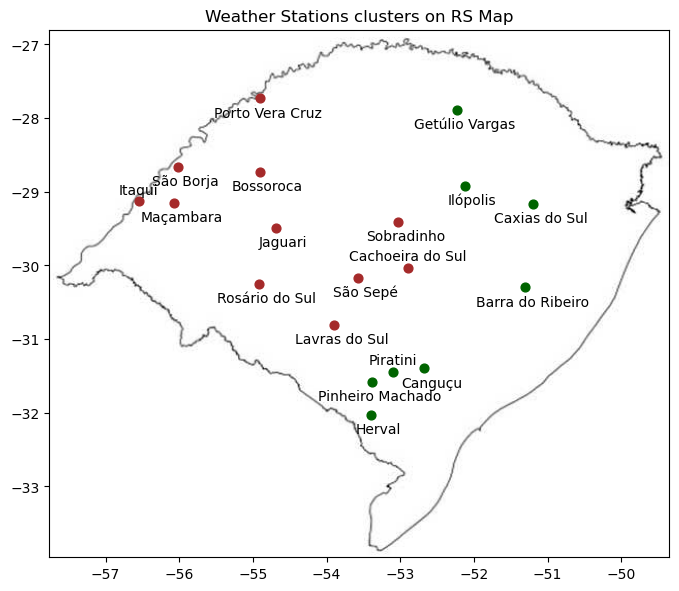 Weather Stations clusters on RS Map
−27
−28
−29
−30
−31
−32
−33
Porto Vera Cruz
Getúlio Vargas
São Borja
Bossoroca
Itaqui
Ilópolis
Maçambara
Caxias do Sul
Jaguari
Sobradinho
Cachoeira do Sul
Rosário do Sul
São Sepé
Barra do Ribeiro
Lavras do Sul
Piratini
Canguçu
Pinheiro Machado
Herval
−57
−56
−55
−54
−53
−52
−51
−50